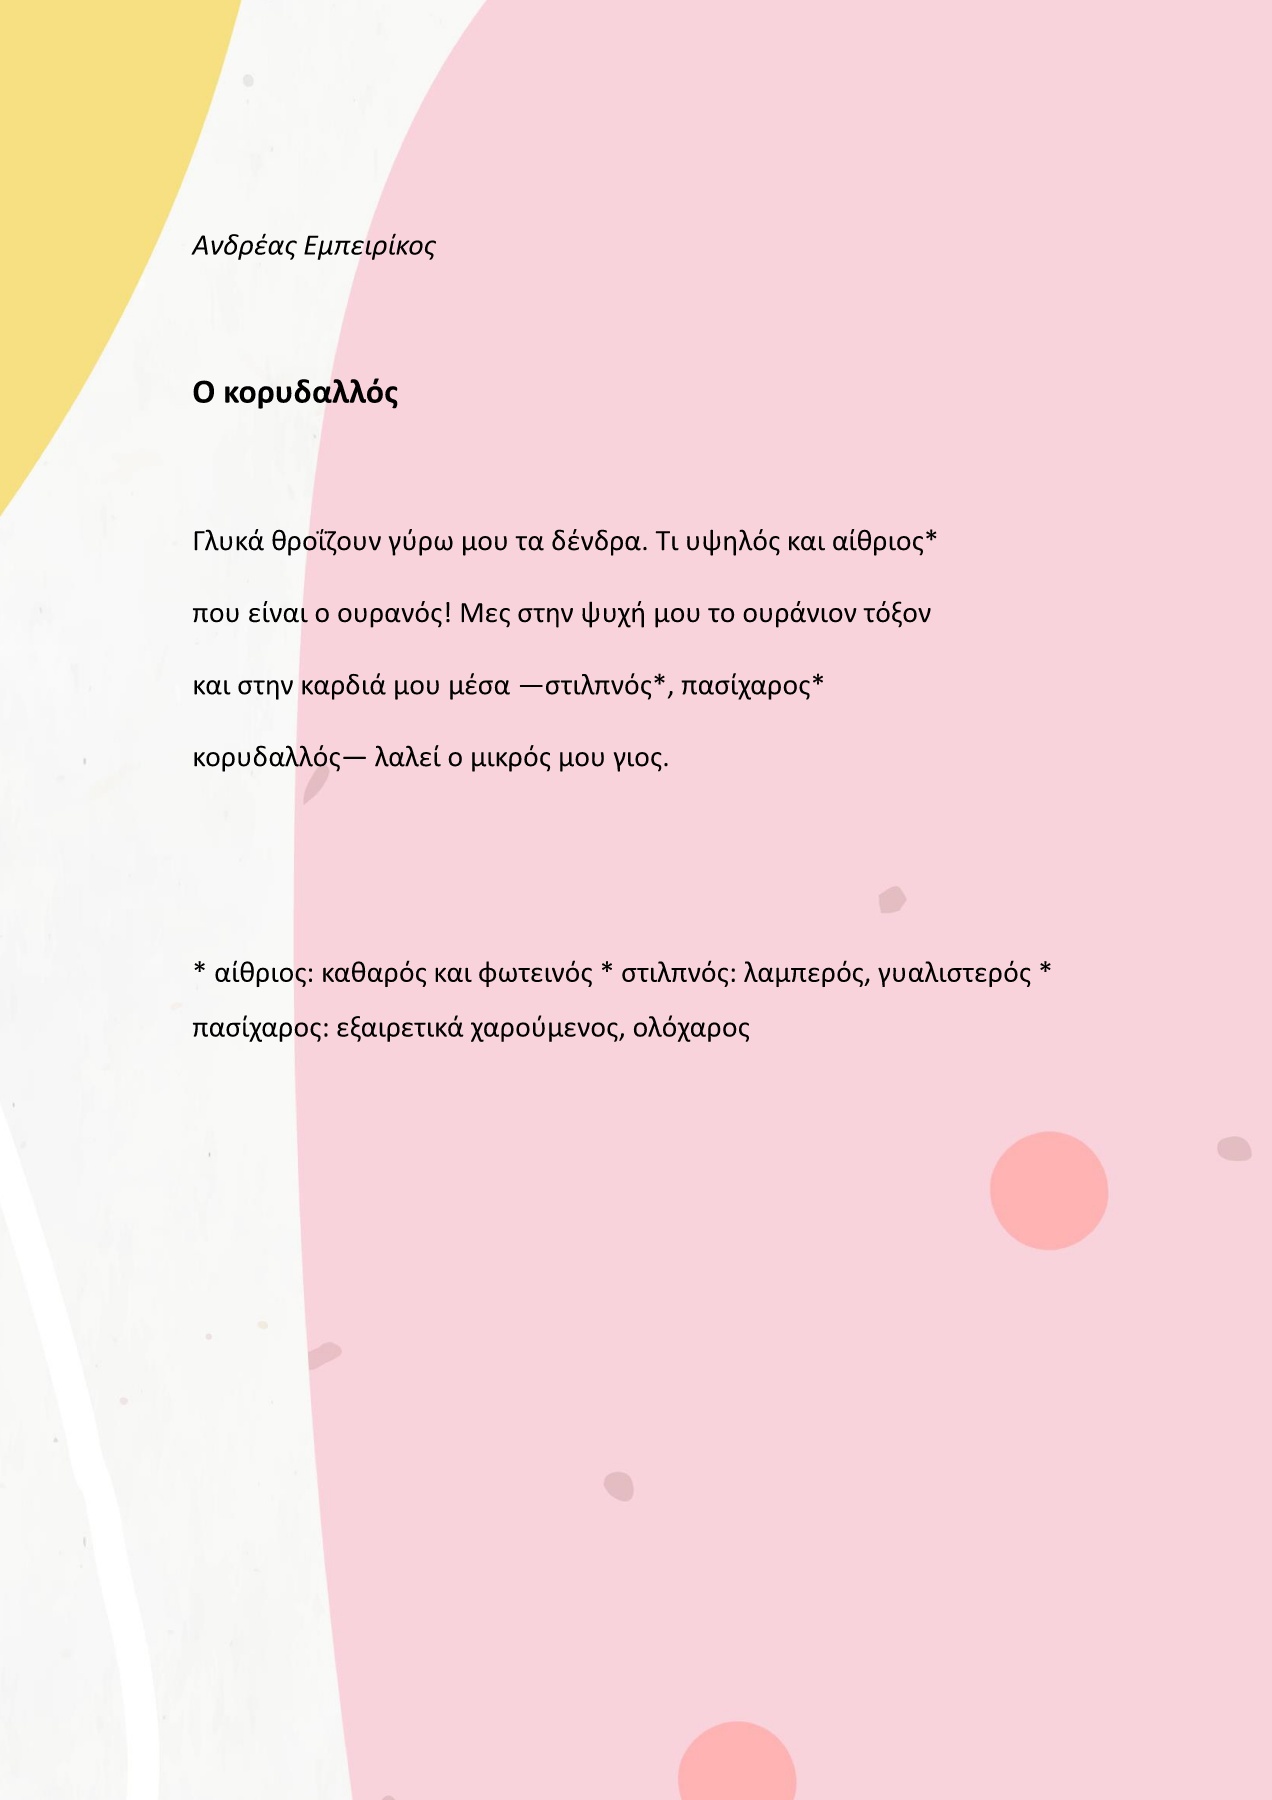 Ανδρέας Εμπειρίκος
Ο κορυδαλλός
Γλυκά θροΐζουν γύρω μου τα δένδρα. Τι υψηλός και αίθριος*
που είναι ο ουρανός! Μες στην ψυχή μου το ουράνιον τόξον
και στην καρδιά μου μέσα —στιλπνός*, πασίχαρος*
κορυδαλλός— λαλεί ο μικρός μου γιος.
* αίθριος: καθαρός και φωτεινός * στιλπνός: λαμπερός, γυαλιστερός *
πασίχαρος: εξαιρετικά χαρούμενος, ολόχαρος